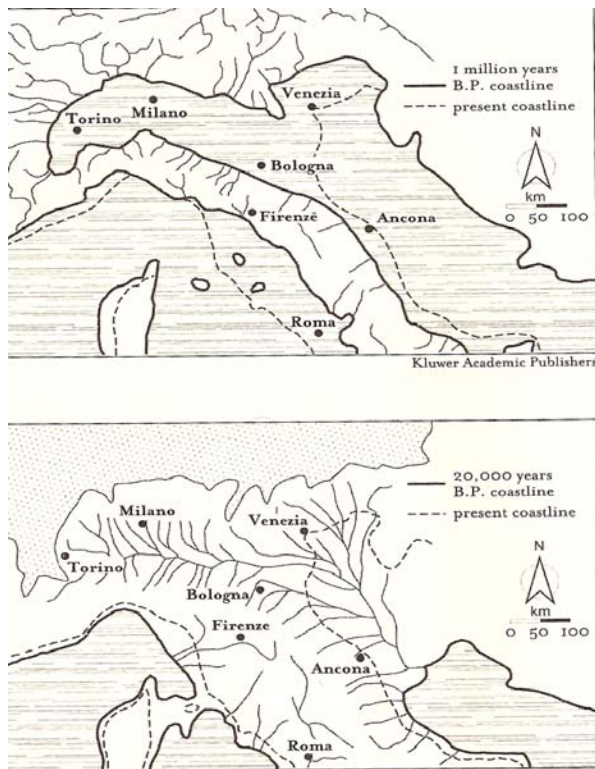 1 million years
B.P. coastline
present coastline
Venezia
Milano
Torino
Bologna
N
km
0 50 100
Firenze
Ancona
Roma
Kluwer Academic Publishers
20,000 years
B.P. coastline
present coastline
Milano
Venezia
Torino
N
km
0 50 100
Bologna
Firenze
Ancona
Roma